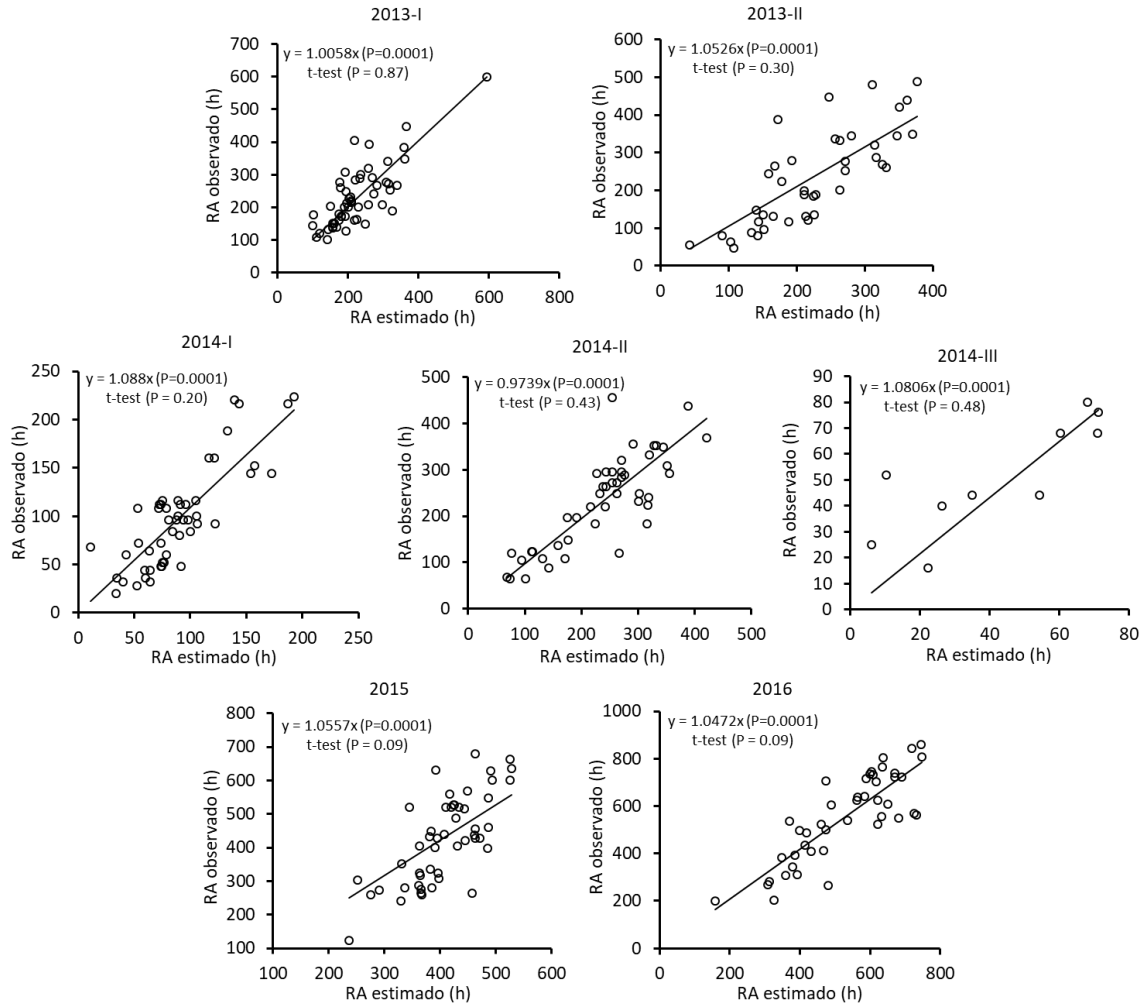 2013-I
y = 1.0058x (P=0.0001)
t-test (P = 0.87)
RA observado (h)
700
600
500
400
300
200
100
0
0 200 400 600 800
RA estimado (h)
2013-II
y = 1.0526x (P=0.0001)
t-test (P = 0.30)
RA observado (h)
600
500
400
300
200
100
0
0 100 200 300 400
RA estimado (h)
2014-I
y = 1.088x (P=0.0001)
t-test (P = 0.20)
RA observado (h)
250
200
150
100
50
0
0 50 100 150 200 250
RA estimado (h)
2014-II
y = 0.9739x (P=0.0001)
t-test (P = 0.43)
RA observado (h)
500
400
300
200
100
0
0 100 200 300 400 500
RA estimado (h)
2014-III
y = 1.0806x (P=0.0001)
t-test (P = 0.48)
RA observado (h)
90
80
70
60
50
40
30
20
10
0
0 20 40 60 80
RA estimado (h)
2015
y = 1.0557x (P=0.0001)
t-test (P = 0.09)
RA observado (h)
800
700
600
500
400
300
200
100
100 200 300 400 500 600
RA estimado (h)
2016
y = 1.0472x (P=0.0001)
t-test (P = 0.09)
RA observado (h)
1000
800
600
400
200
0
0 200 400 600 800
RA estimado (h)